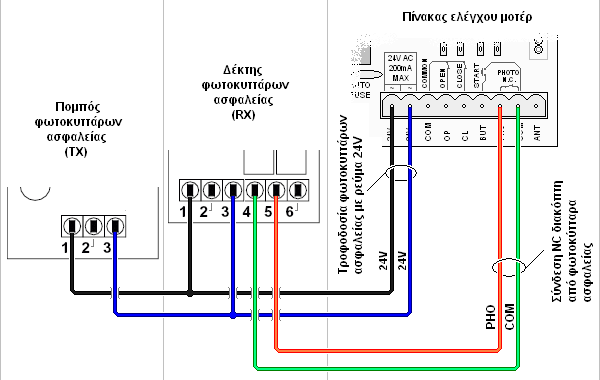 Πίνακας ελέγχου μοτέρ
Δέκτης
φωτοκυττάρων
ασφαλείας
(RX)
Πομπός
φωτοκυττάρων
ασφαλείας
(TX)
24V AC
200mA
MAX
~ ~
COMMON
OPEN
CLOSE
START
PHOTO
N.C.
FUSE
COM
OP
CL
BUT
ANT
1 2 3 4 5 6
1 2 3
Τροφοδοσία φωτοκυττάρων
ασφαλείας με ρεύμα 24V
24V
24V
PHO
COM
Σύνδεση NC διακόπτη
από φωτοκύτταρα
ασφαλείας